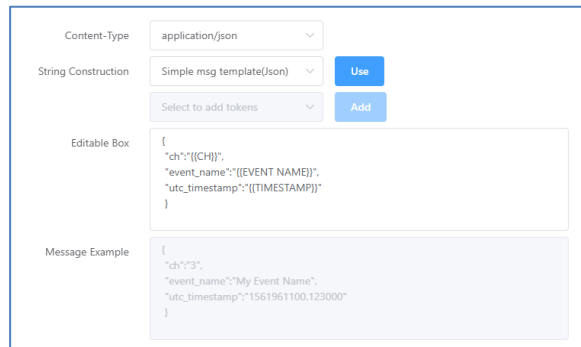 Content-Type application/json
String Construction Simple msg template(Json) Use
Select to add tokens Add
Editable Box {
"ch":"{{CH}}",
"event_name":"{{EVENT NAME}}",
"utc_timestamp":"{{TIMESTAMP}}"
}
Message Example {
"ch":"3",
"event_name":"My Event Name",
"utc_timestamp":"1561961100.123000"
}